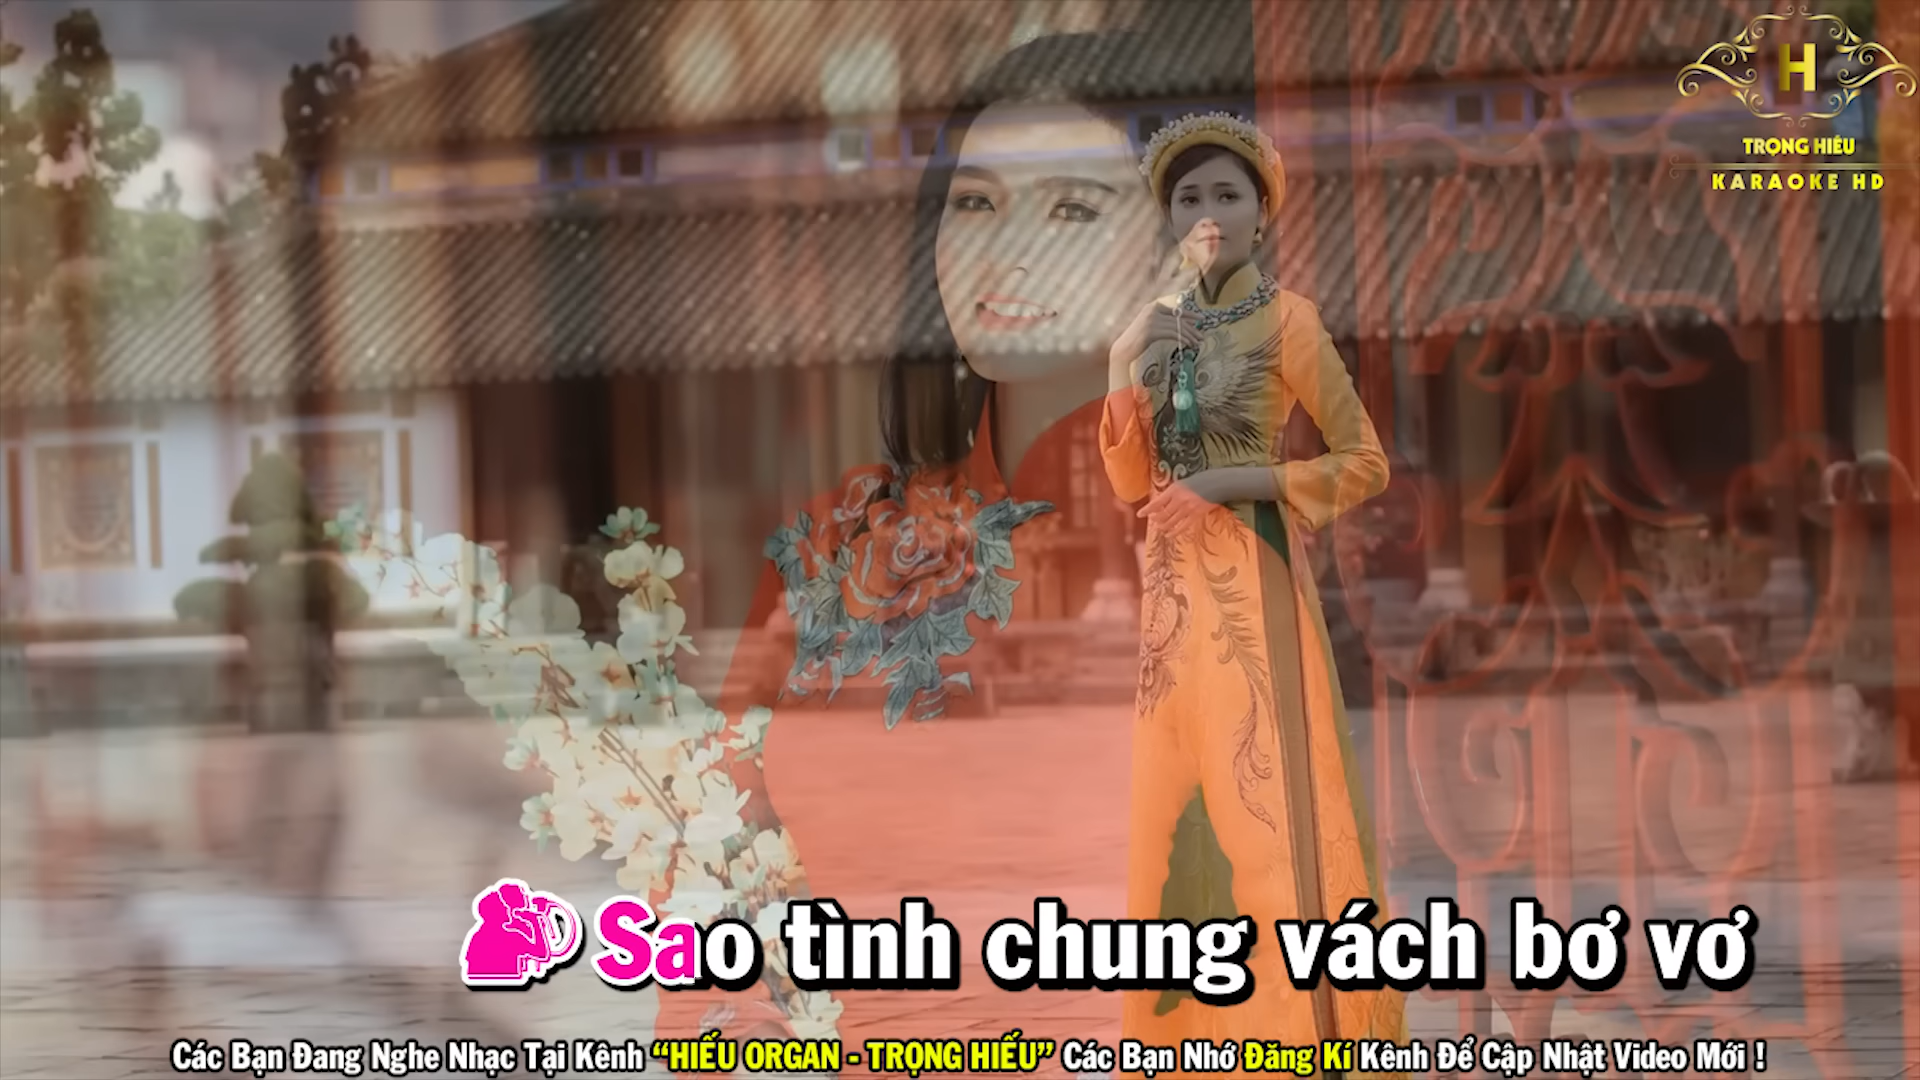 H
TRỌNG HIẾU
KARAOKE HD
Sao tình chung vách bơ vơ
Các Bạn Đang Nghe Nhạc Tại Kênh “HIẾU ORGAN - TRỌNG HIẾU” Các Bạn Nhớ Đăng Kí Kênh Để Cập Nhật Video Mới !